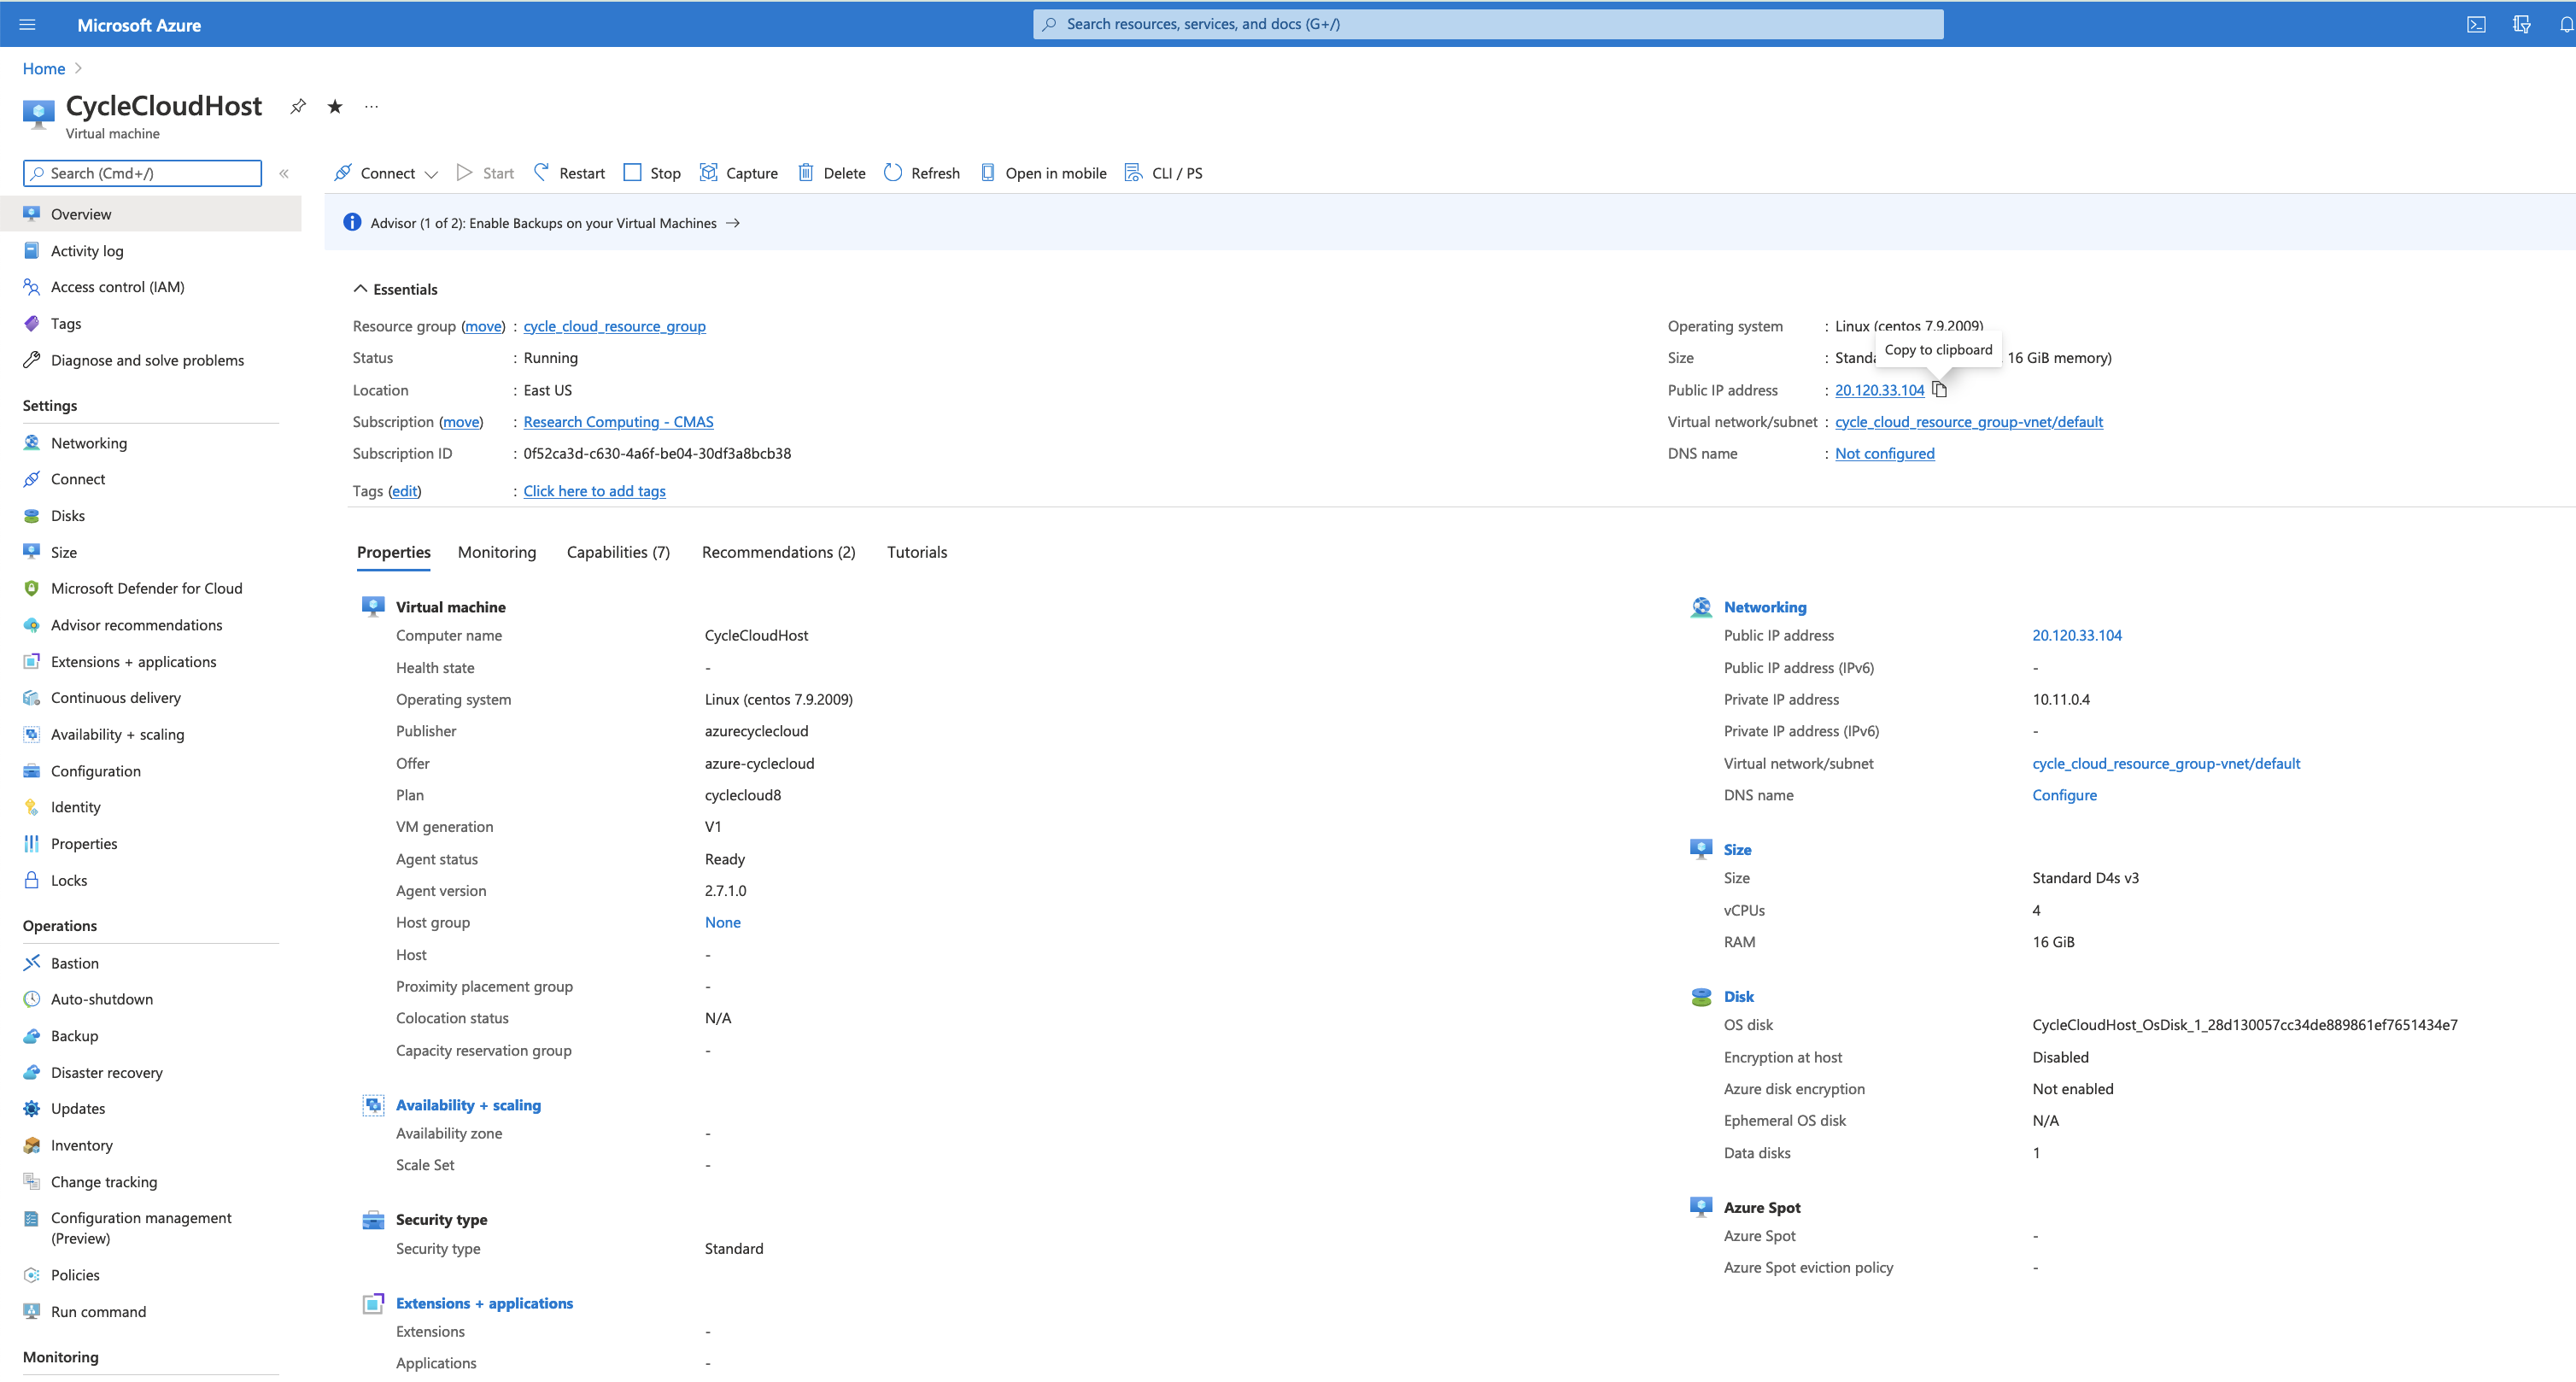 Microsoft Azure
Search resources, services, and docs (G+/)
Home
CycleCloudHost
Virtual machine
Search (Cmd+/)
Connect Start Restart Stop Capture Delete Refresh Open in mobile CLI / PS
Advisor (1 of 2): Enable Backups on your Virtual Machines →
Overview
Activity log
Access control (IAM)
Tags
Diagnose and solve problems
Settings
Networking
Connect
Disks
Size
Microsoft Defender for Cloud
Advisor recommendations
Extensions + applications
Continuous delivery
Availability + scaling
Configuration
Identity
Properties
Locks
Operations
Bastion
Auto-shutdown
Backup
Disaster recovery
Updates
Inventory
Change tracking
Configuration management
(Preview)
Policies
Run command
Monitoring
Essentials
Resource group (move) : cycle_cloud_resource_group
Status : Running
Location : East US
Subscription (move) : Research Computing - CMAS
Subscription ID : 0f52ca3d-c630-4a6f-be04-30df3a8bcb38
Tags (edit) : Click here to add tags
Operating system : Linux (centos 7.9.2009)
Copy to clipboard
Size : Standa 16 GiB memory)
Public IP address : 20.120.33.104
Virtual network/subnet : cycle_cloud_resource_group-vnet/default
DNS name : Not configured
Properties Monitoring Capabilities (7) Recommendations (2) Tutorials
Virtual machine
Computer name CycleCloudHost
Health state -
Operating system Linux (centos 7.9.2009)
Publisher azurecyclecloud
Offer azure-cyclecloud
Plan cyclecloud8
VM generation V1
Agent status Ready
Agent version 2.7.1.0
Host group None
Host -
Proximity placement group -
Colocation status N/A
Capacity reservation group -
Availability + scaling
Availability zone -
Scale Set -
Security type
Security type Standard
Extensions + applications
Extensions -
Applications -
Networking
Public IP address 20.120.33.104
Public IP address (IPv6) -
Private IP address 10.11.0.4
Private IP address (IPv6) -
Virtual network/subnet cycle_cloud_resource_group-vnet/default
DNS name Configure
Size
Size Standard D4s v3
vCPUs 4
RAM 16 GiB
Disk
OS disk CycleCloudHost_OsDisk_1_28d130057cc34de889861ef7651434e7
Encryption at host Disabled
Azure disk encryption Not enabled
Ephemeral OS disk N/A
Data disks 1
Azure Spot
Azure Spot -
Azure Spot eviction policy -